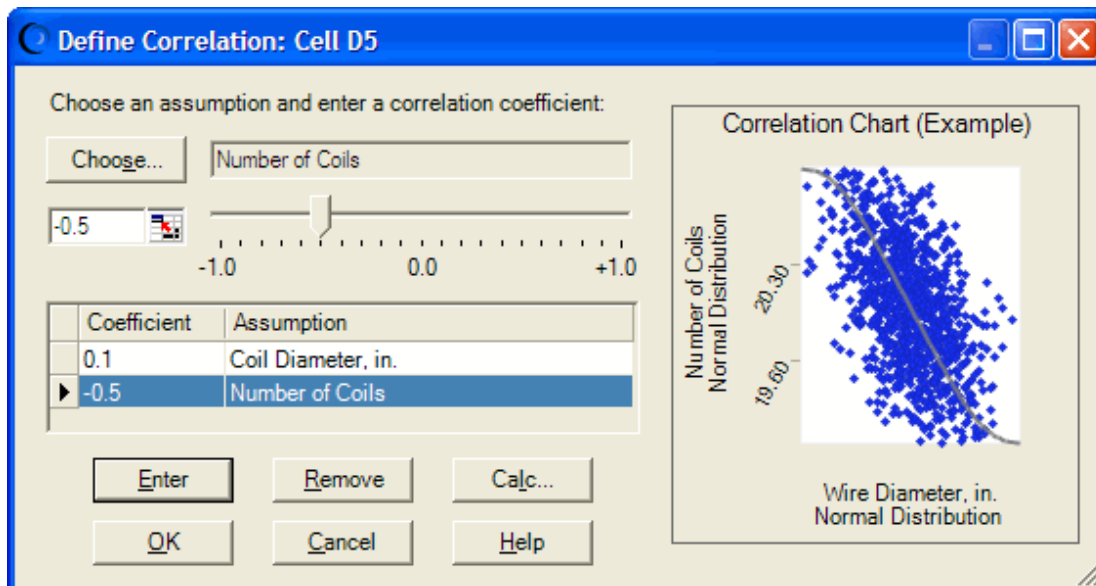 Define Correlation: Cell D5
Choose an assumption and enter a correlation coefficient:
Choose...
Number of Coils
-0.5
-1.0 0.0 +1.0
Coefficient Assumption
0.1 Coil Diameter, in.
-0.5 Number of Coils
Enter Remove Calc...
OK Cancel Help
Correlation Chart (Example)
Number of Coils
Normal Distribution
20.30
19.60
Wire Diameter, in.
Normal Distribution